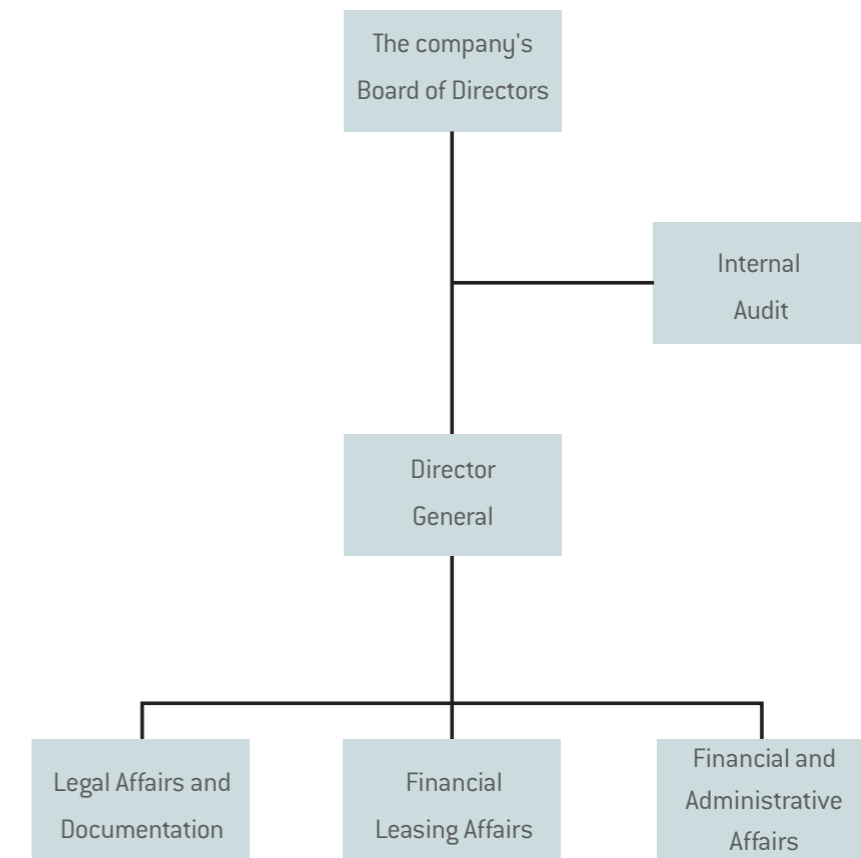 The company's
Board of Directors
Internal
Audit
Director
General
Legal Affairs and
Documentation
Financial
Leasing Affairs
Financial and
Administrative
Affairs